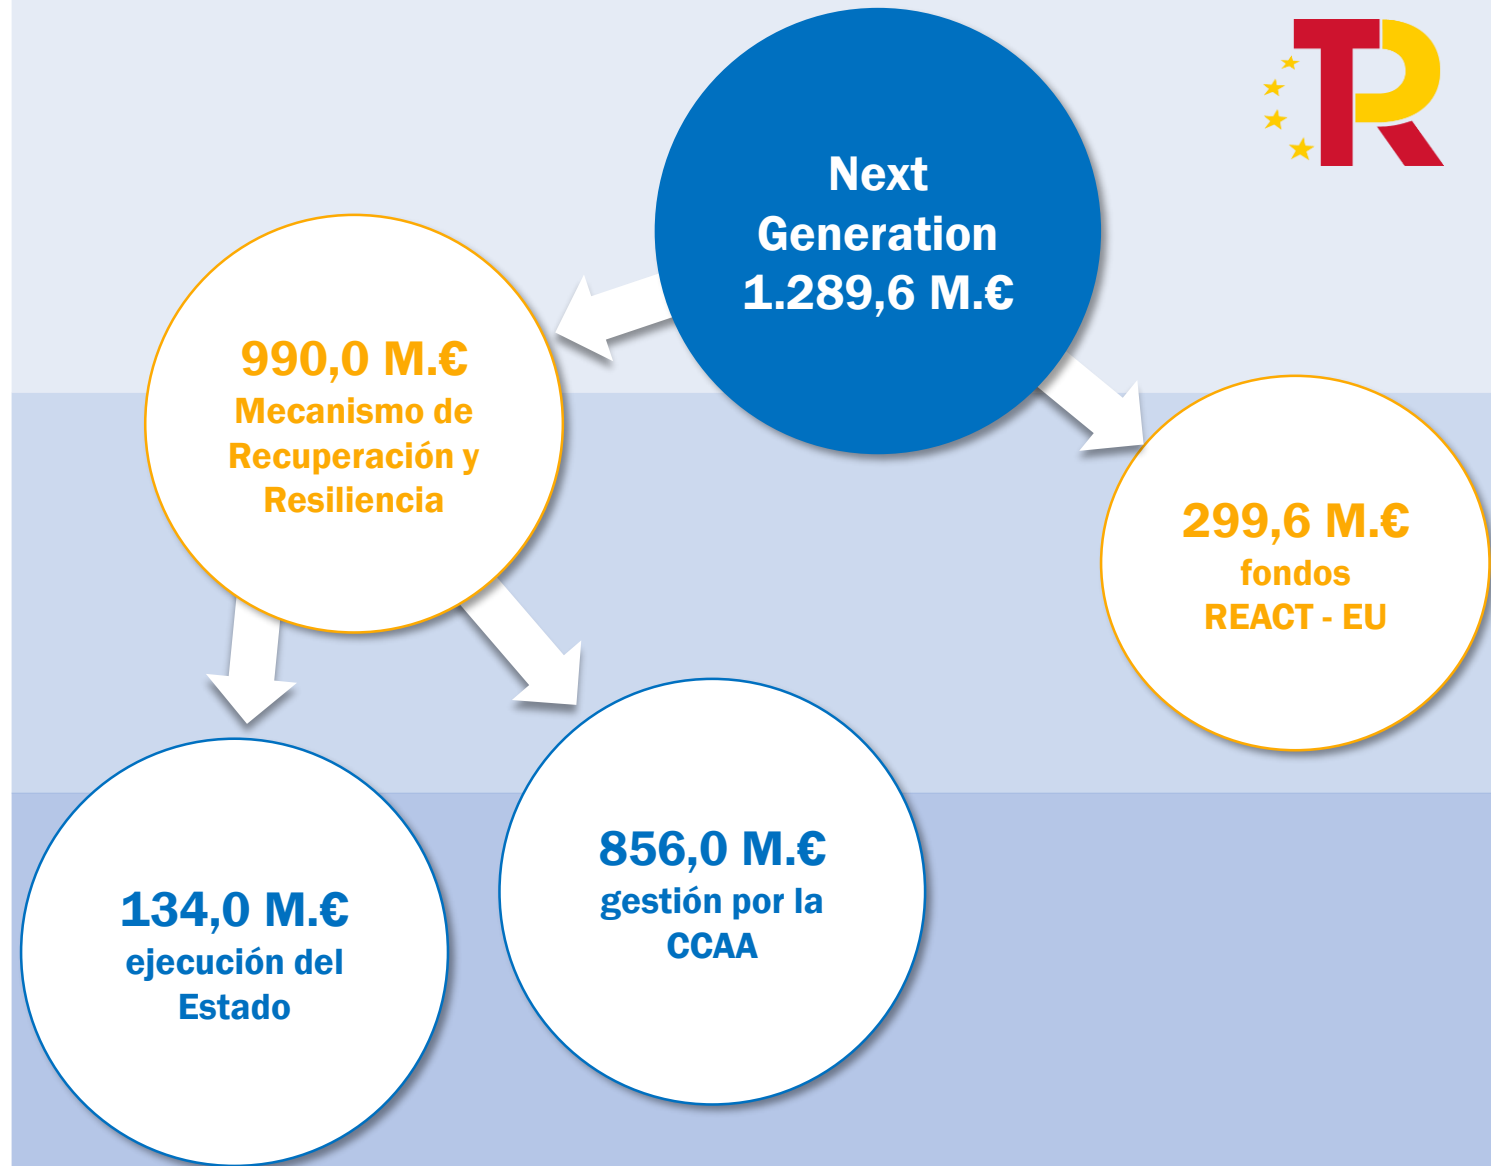 Next
Generation
1.289,6 M.€
990,0 M.€
Mecanismo de
Recuperación y
Resiliencia
299,6 M.€
fondos
REACT - EU
134,0 M.€
ejecución del
Estado
856,0 M.€
gestión por la
CCAA
TR